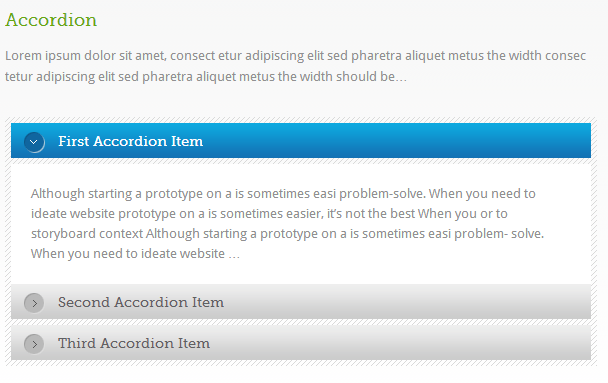 Accordion
Lorem ipsum dolor sit amet, consect etur adipiscing elit sed pharetra aliquet metus the width consec
tetur adipiscing elit sed pharetra aliquet metus the width should be…
First Accordion Item
Although starting a prototype on a is sometimes easi problem-solve. When you need to
ideate website prototype on a is sometimes easier, it’s not the best When you or to
storyboard context Although starting a prototype on a is sometimes easi problem- solve.
When you need to ideate website …
Second Accordion Item
Third Accordion Item